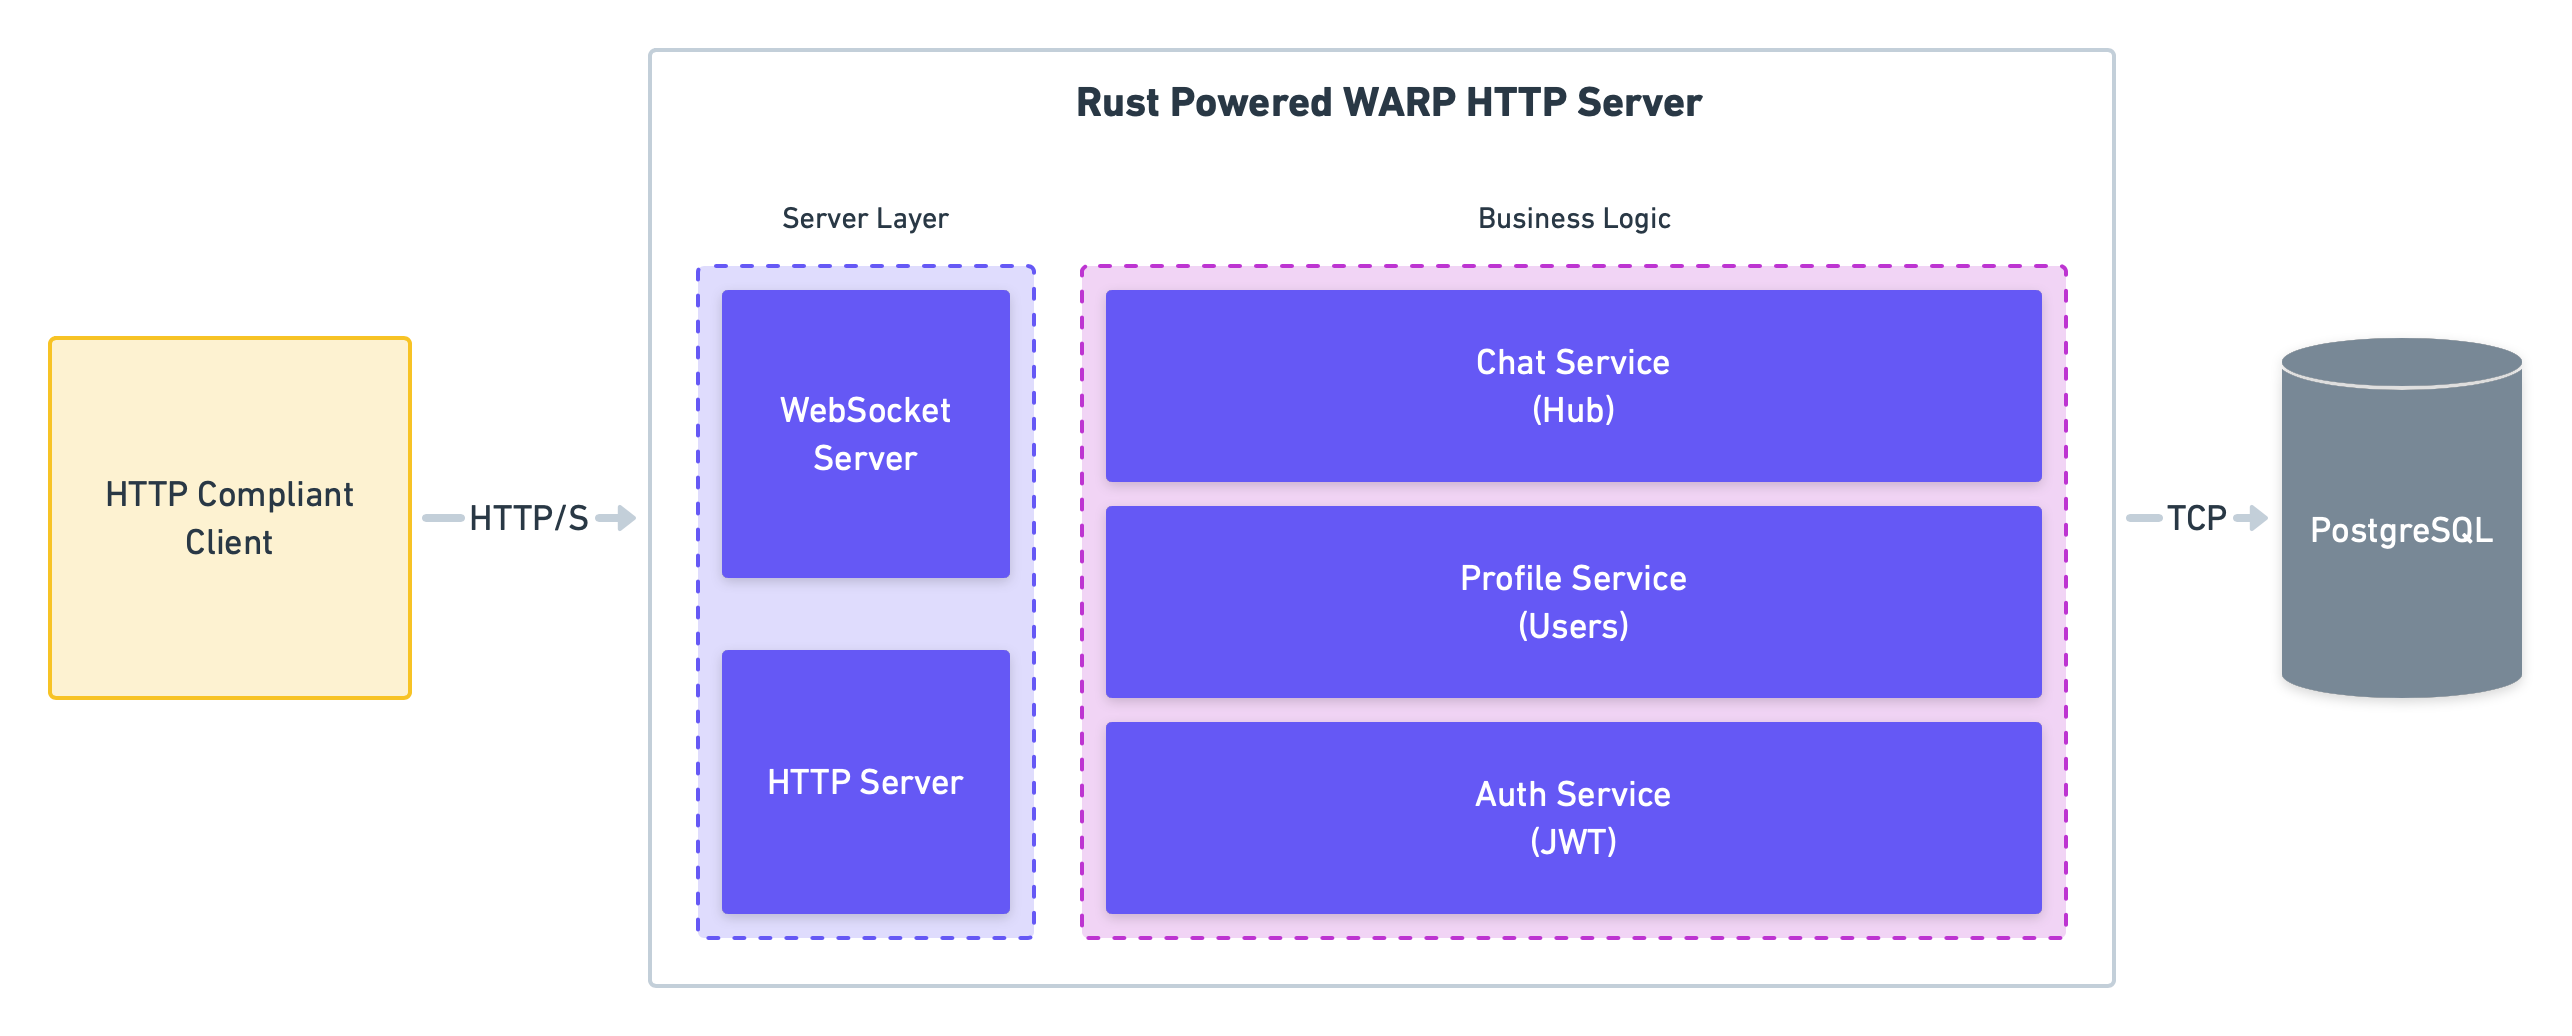 Rust Powered WARP HTTP Server
Server Layer
Business Logic
HTTP Compliant
Client
HTTP/S
WebSocket
Server
HTTP Server
Chat Service
(Hub)
Profile Service
(Users)
Auth Service
(JWT)
TCP
PostgreSQL